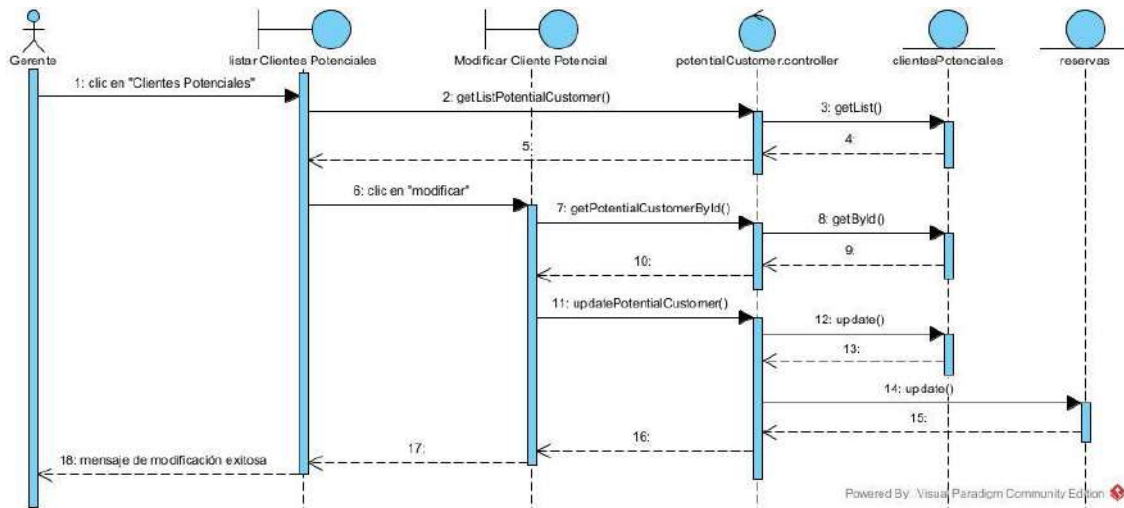 Gerente
listar Clientes Potenciales
Modificar Cliente Potencial
potentialCustomer.controller
clientesPotenciales
reservas
1: clic en "Clientes Potenciales"
2: getListPotentialCustomer()
3: getList()
4:
5:
6: clic en "modificar"
7: getPotentialCustomerById()
8: getById()
9:
10:
11: updatePotentialCustomer()
12: update()
13:
14: update()
15:
16:
17:
18: mensaje de modificación exitosa
Powered By Visual Paradigm Community Edition